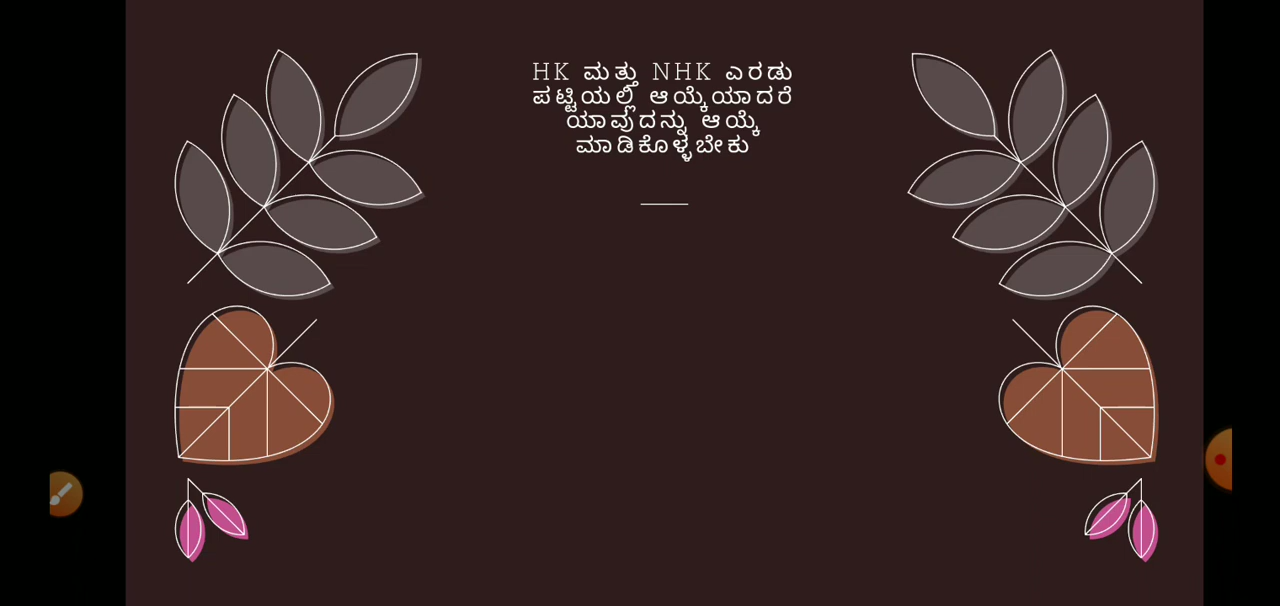 HK ಮತ್ತು NHK ಎರಡು
ಪಟ್ಟಿಯಲ್ಲಿ ಆಯ್ಕೆಯಾದರೆ
ಯಾವುದನ್ನು ಆಯ್ಕೆ
ಮಾಡಿಕೊಳ್ಳಬೇಕು